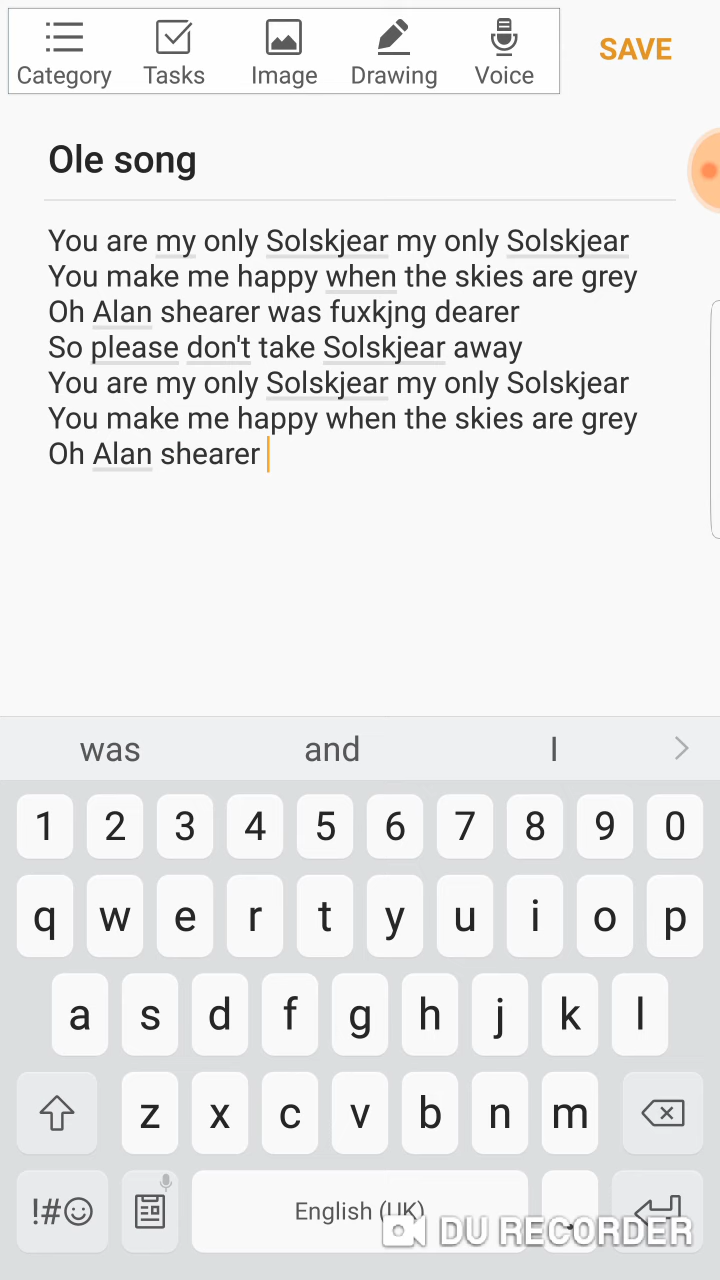 Category Tasks Image Drawing Voice SAVE
Ole song
You are my only Solskjear my only Solskjear
You make me happy when the skies are grey
Oh Alan shearer was fuxkjng dearer
So please don't take Solskjear away
You are my only Solskjear my only Solskjear
You make me happy when the skies are grey
Oh Alan shearer
was and I
1 2 3 4 5 6 7 8 9 0
q w e r t y u i o p
a s d f g h j k l
z x c v b n m
!#☺ English (UK) .
DU RECORDER